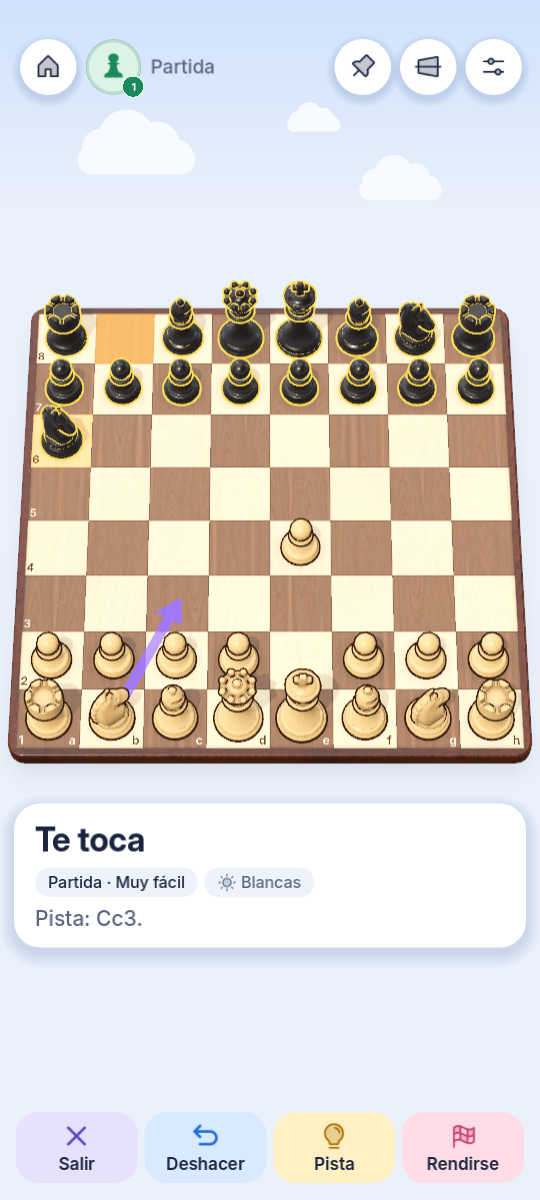 Partida
1
8
7
6
5
4
3
2
1 a b c d e f g h
Te toca
Partida · Muy fácil
Blancas
Pista: Cc3.
Salir
Deshacer
Pista
Rendirse